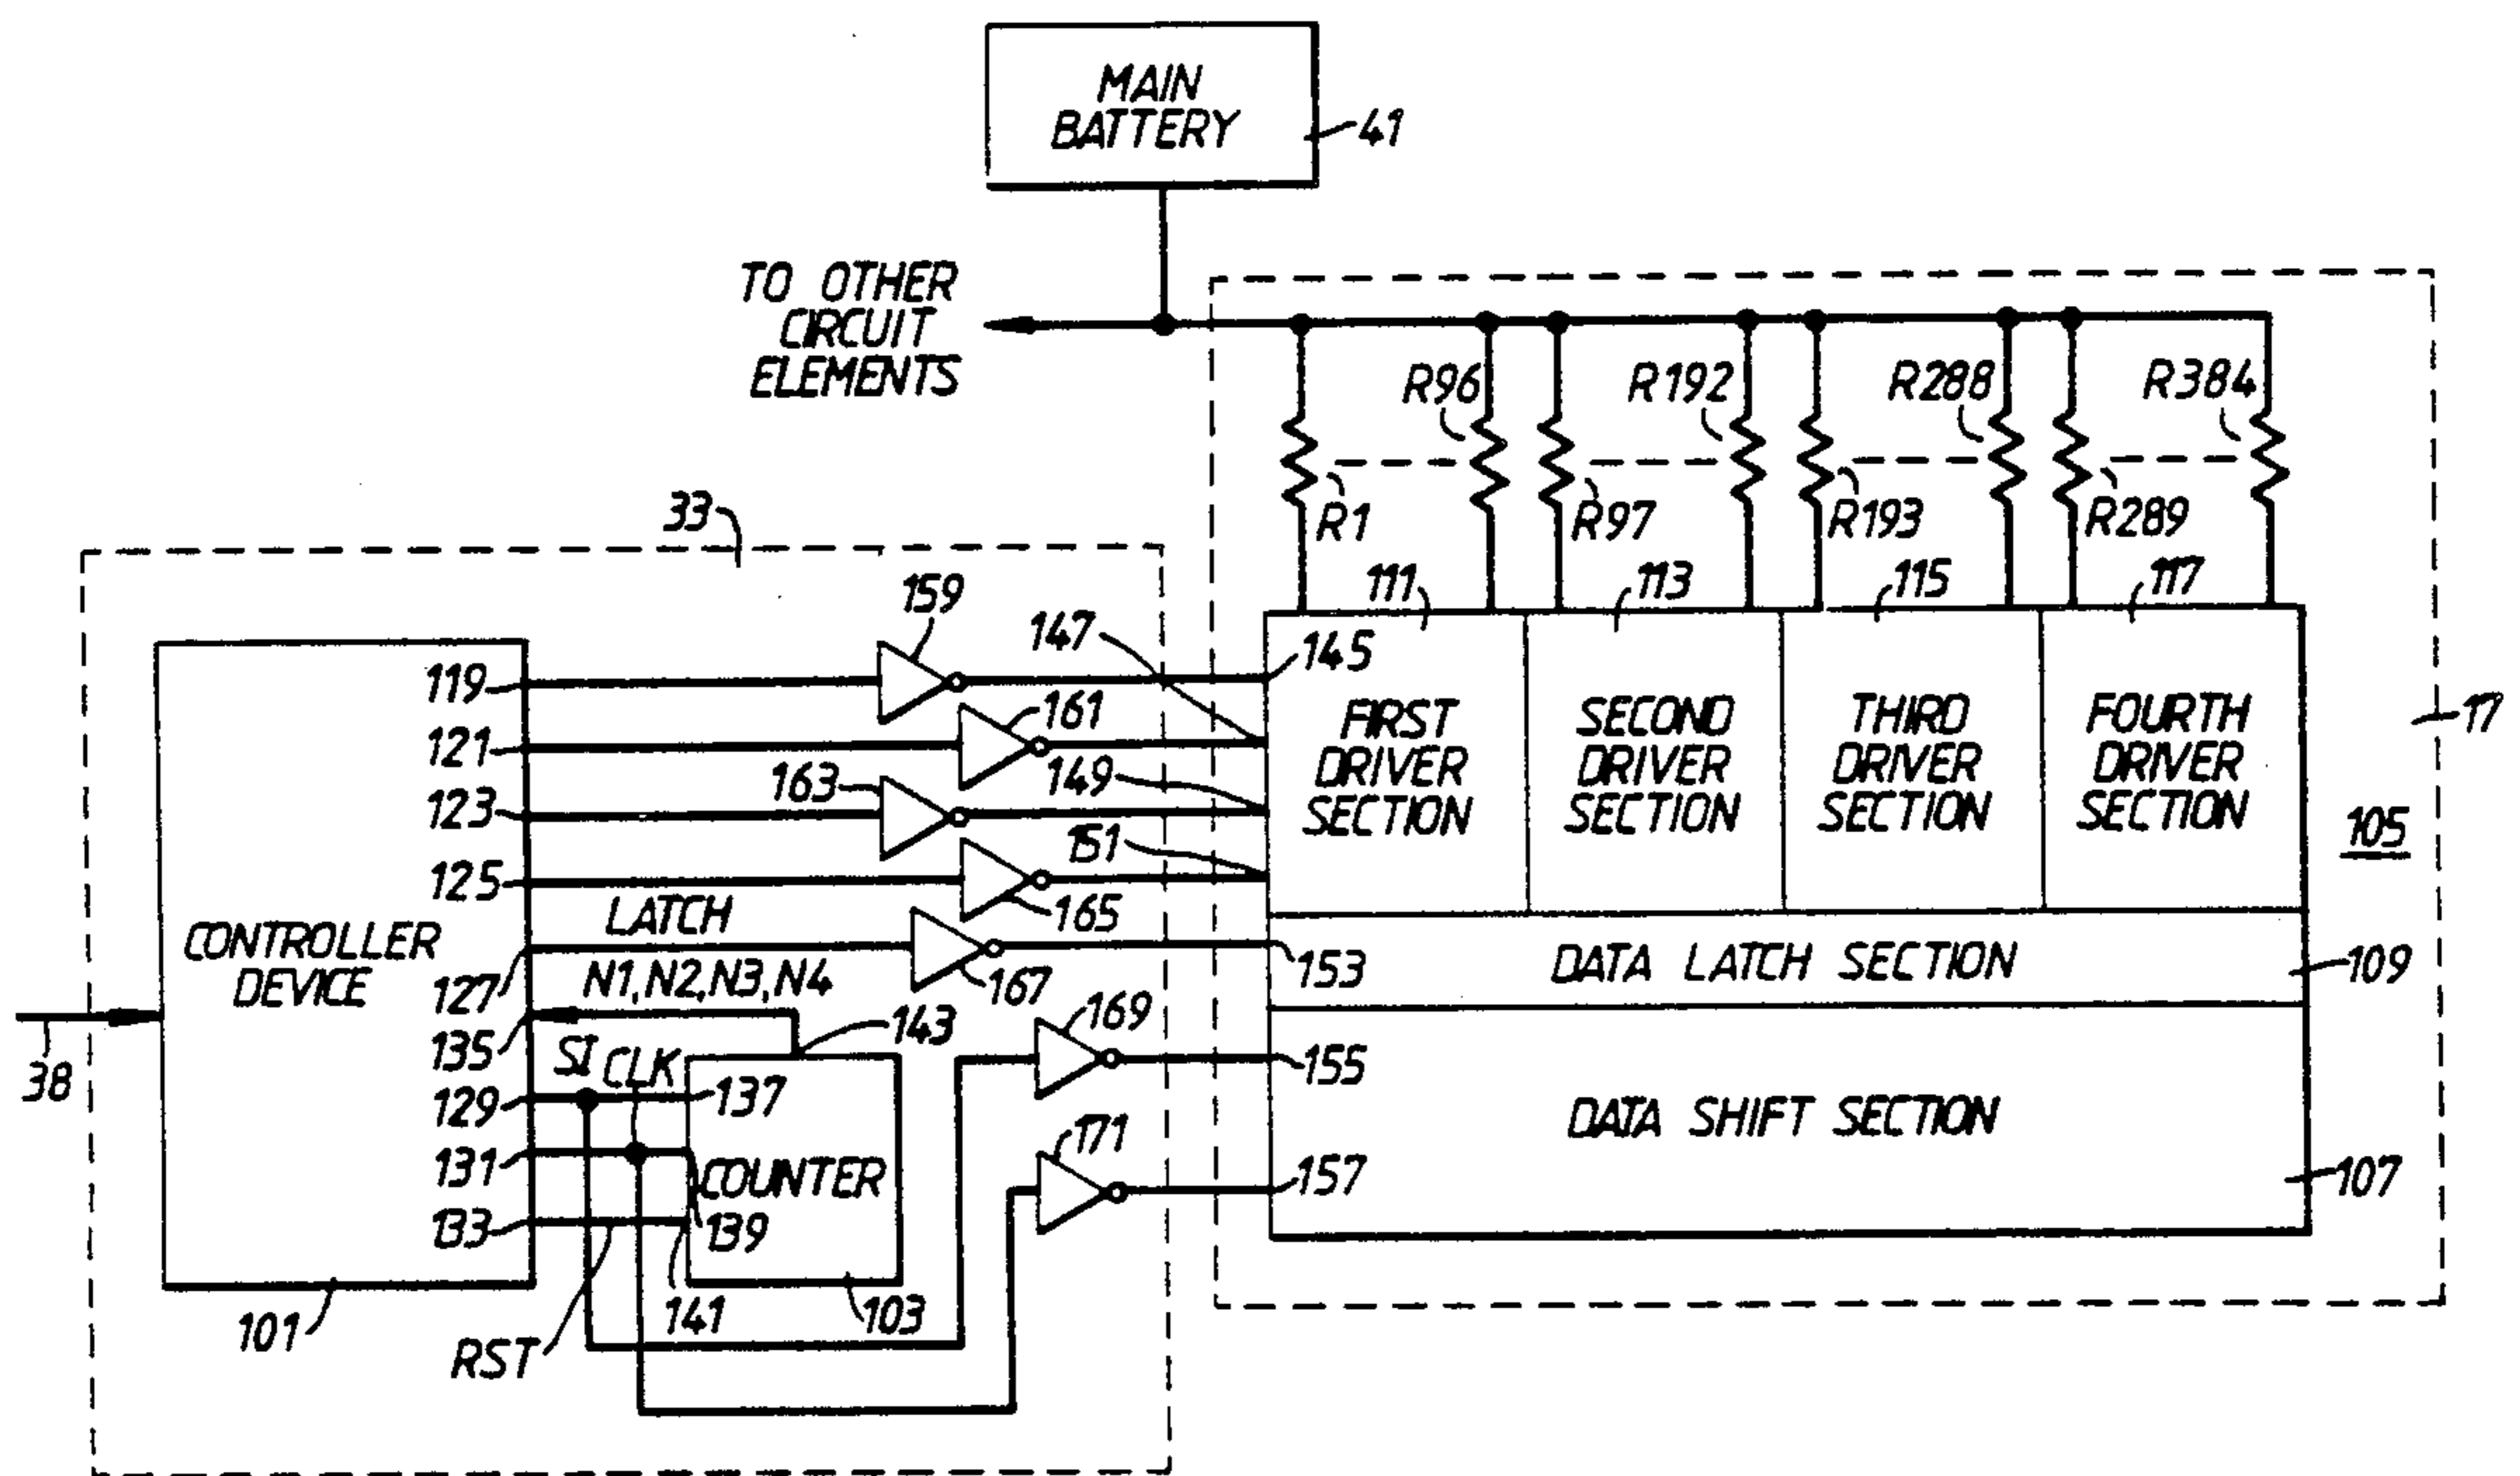 MAIN
BATTERY
41
TO OTHER
CIRCUIT
ELEMENTS
R96
R192
R288
R384
R1
R97
R193
R289
33
111
113
115
117
17
105
159
147
145
119
161
121
163
149
123
151
125
165
LATCH
127
N1,N2,N3,N4
167
153
135
143
169
155
SI
CLK
129
137
131
139
171
157
133
141
RST
103
101
38
CONTROLLER
DEVICE
COUNTER
FIRST
DRIVER
SECTION
SECOND
DRIVER
SECTION
THIRD
DRIVER
SECTION
FOURTH
DRIVER
SECTION
DATA LATCH SECTION
109
DATA SHIFT SECTION
107